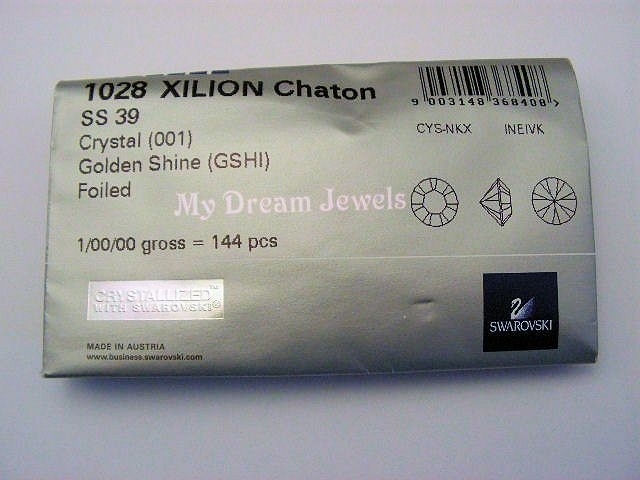 1028 XILION Chaton
SS 39
Crystal (001)
Golden Shine (GSHI)
Foiled
1/00/00 gross = 144 pcs
9 003148 368408 >
CYS-NKX INEIVK
My Dream Jewels
CRYSTALLIZED™
WITH SWAROVSKI®
SWAROVSKI
MADE IN AUSTRIA
www.business.swarovski.com